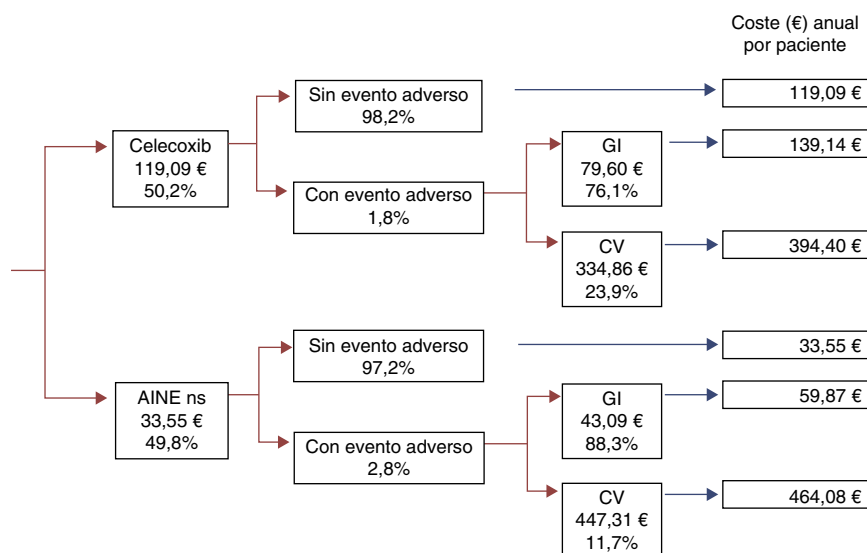 Coste (€) anual
por paciente
Sin evento adverso
98,2%
119,09 €
Celecoxib
119,09 €
50,2%
GI
79,60 €
76,1%
139,14 €
Con evento adverso
1,8%
CV
334,86 €
23,9%
394,40 €
Sin evento adverso
97,2%
33,55 €
AINE ns
33,55 €
49,8%
GI
43,09 €
88,3%
59,87 €
Con evento adverso
2,8%
CV
447,31 €
11,7%
464,08 €